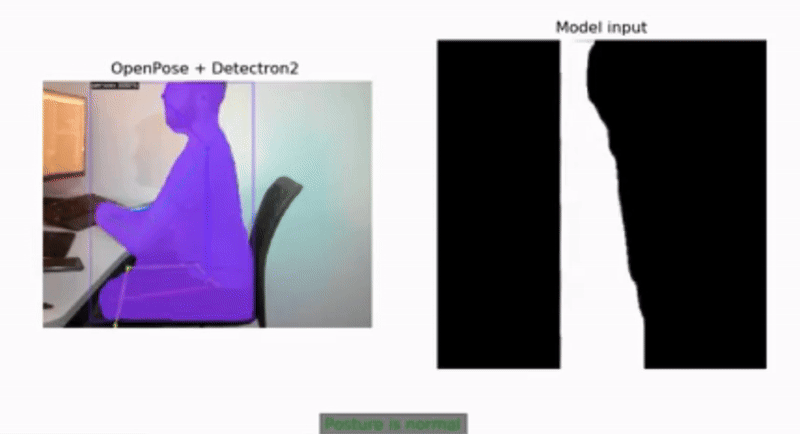 Model input
OpenPose + Detectron2
Posture is normal